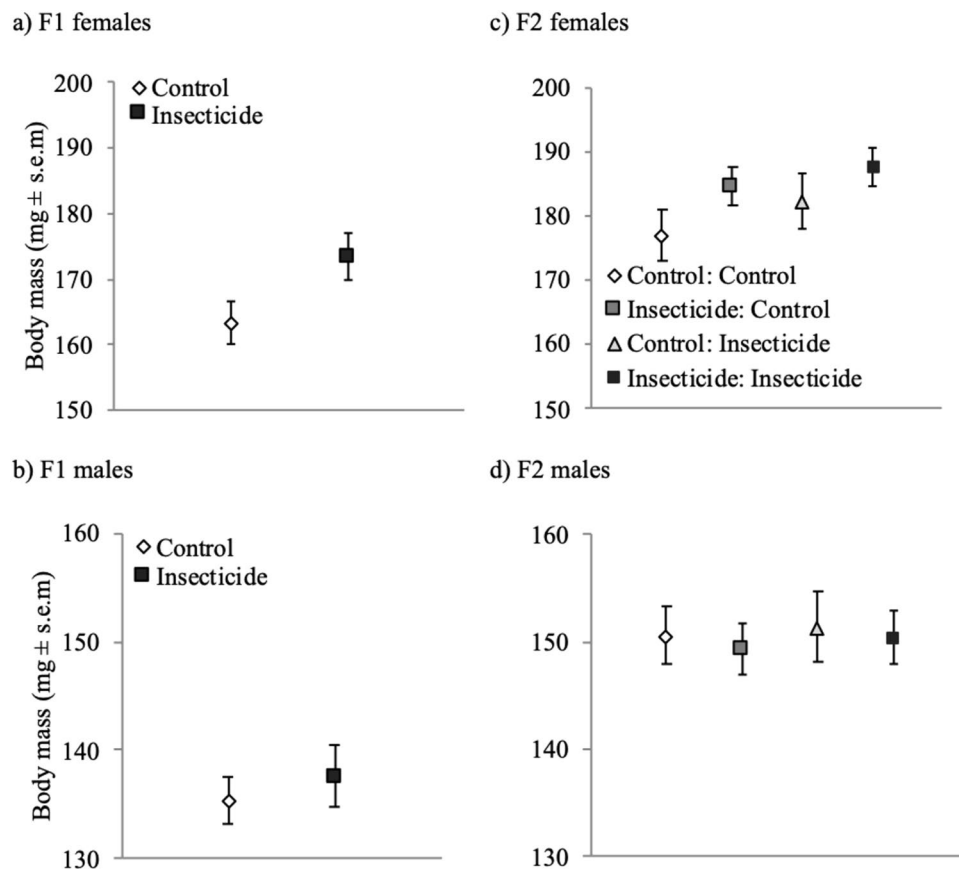 a) F1 females
200
190
180
170
160
150
Body mass (mg ± s.e.m)
Control
Insecticide
c) F2 females
200
190
180
170
160
150
Control: Control
Insecticide: Control
Control: Insecticide
Insecticide: Insecticide
b) F1 males
160
150
140
130
Body mass (mg ± s.e.m)
Control
Insecticide
d) F2 males
160
150
140
130